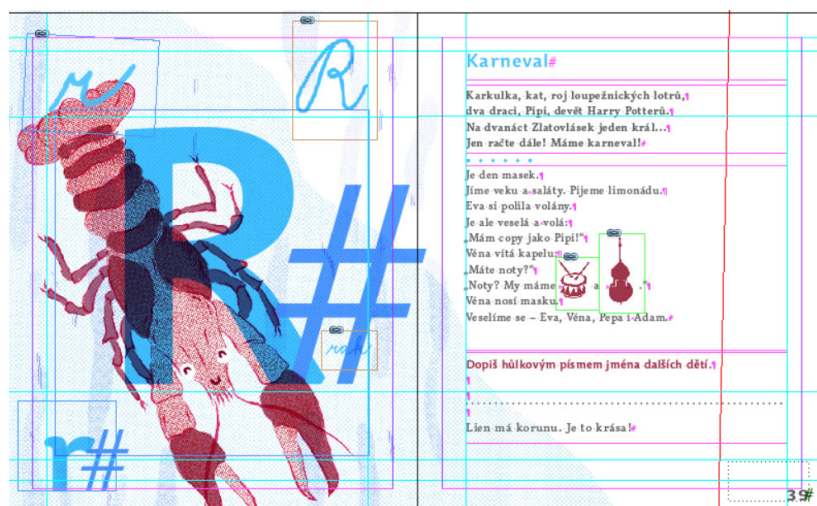 r
R
R#
rak
r#
Karneval#
Karkulka, kat, roj loupežnických lotrů,¶
dva draci, Pipi, devět Harry Potterů.¶
Na dvanáct Zlatovlásek jeden král...¶
Jen račte dále! Máme karneval!#
Je den masek.¶
Jíme veku a saláty. Pijeme limonádu.¶
Eva si polila volány.¶
Je ale veselá a volá:¶
„Mám copy jako Pipi!“¶
Véna vítá kapelu:¶
„Máte noty?“¶
„Noty? My máme a .“¶
Véna nosí masku.¶
Veselíme se – Eva, Véna, Pepa i Adam.#
Dopiš hůlkovým písmem jména dalších dětí.¶
¶
¶
¶
Lien má korunu. Je to krása!#
39#